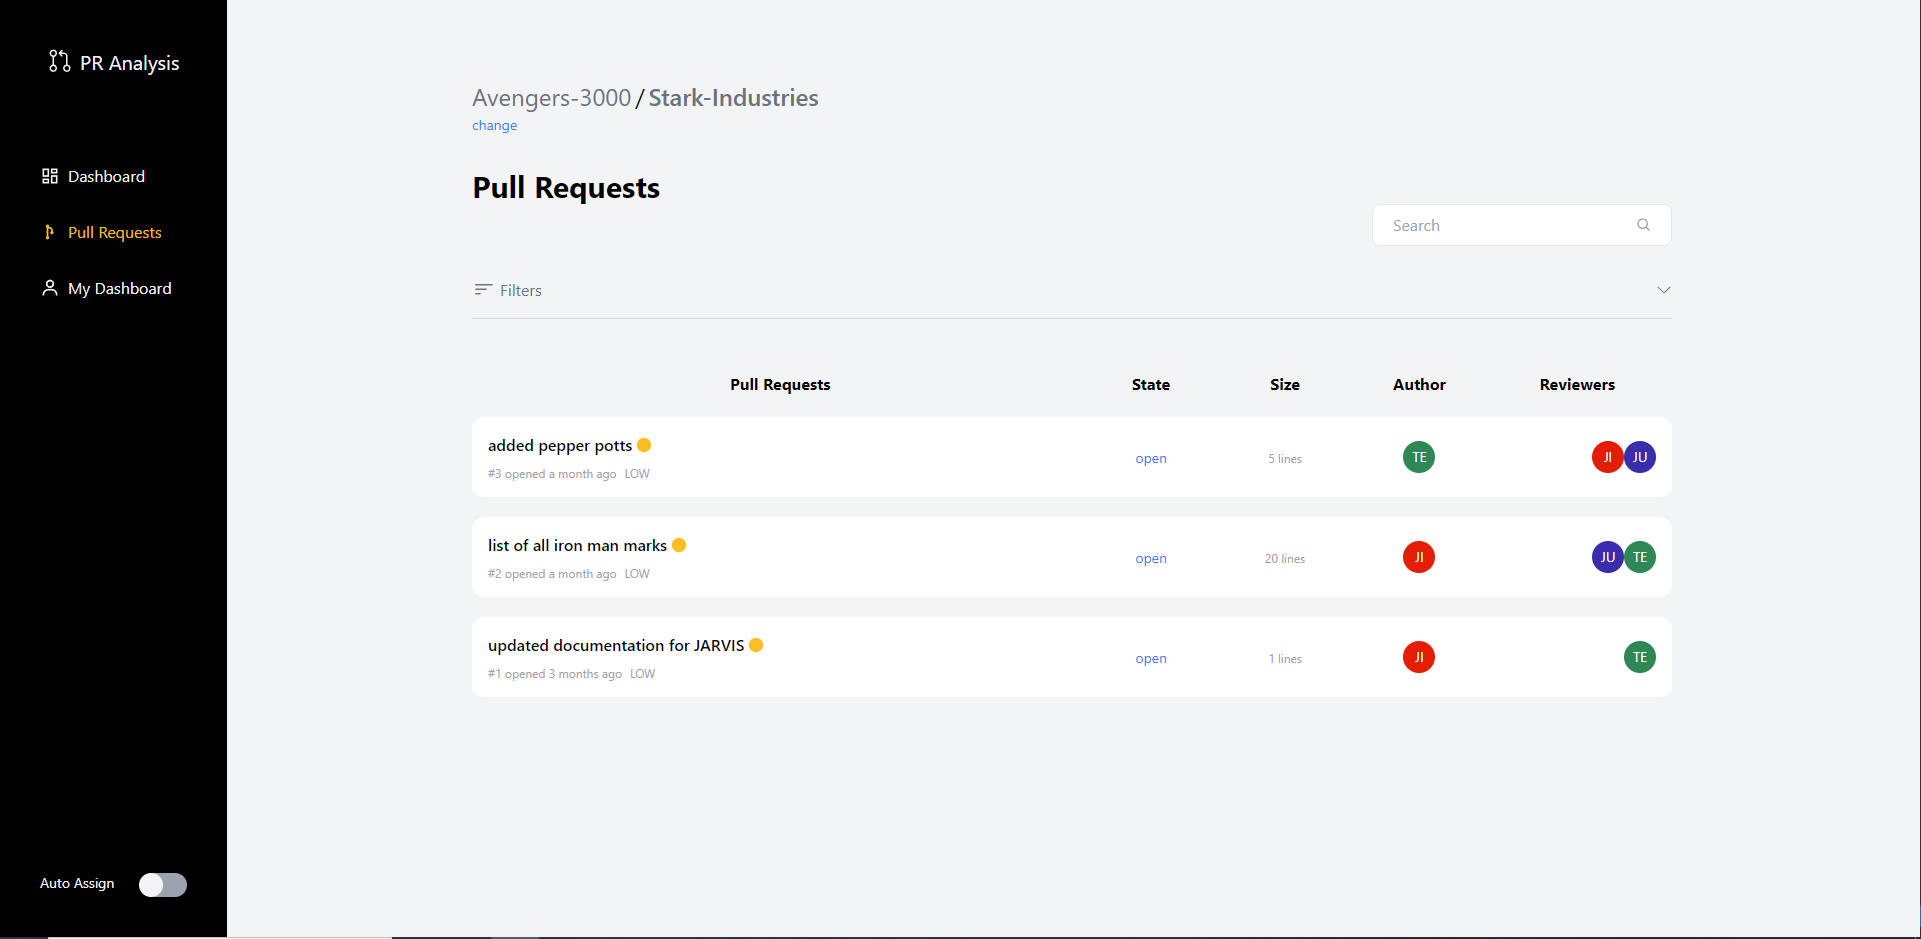 PR Analysis
Dashboard
Pull Requests
My Dashboard
Auto Assign
Avengers-3000 / Stark-Industries
change
Pull Requests
Search
Filters
Pull Requests State Size Author Reviewers
added pepper potts
#3 opened a month ago LOW
open 5 lines TE JI JU
list of all iron man marks
#2 opened a month ago LOW
open 20 lines JI JU TE
updated documentation for JARVIS
#1 opened 3 months ago LOW
open 1 lines JI TE